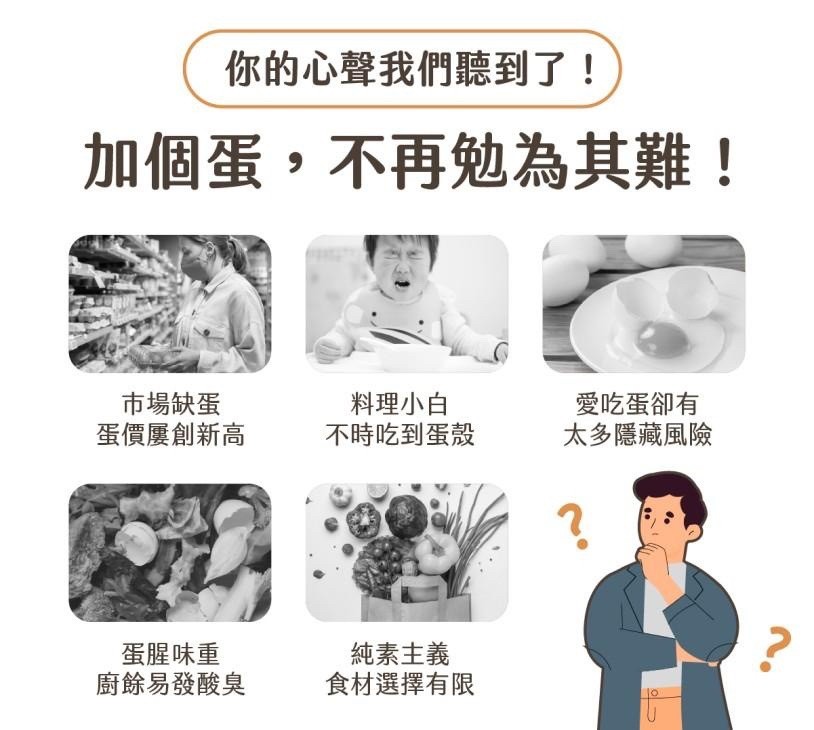 你的心聲我們聽到了！
加個蛋，不再勉為其難！
市場缺蛋
蛋價屢創新高
料理小白
不時吃到蛋殼
愛吃蛋卻有
太多隱藏風險
蛋腥味重
廚餘易發酸臭
純素主義
食材選擇有限
?
?